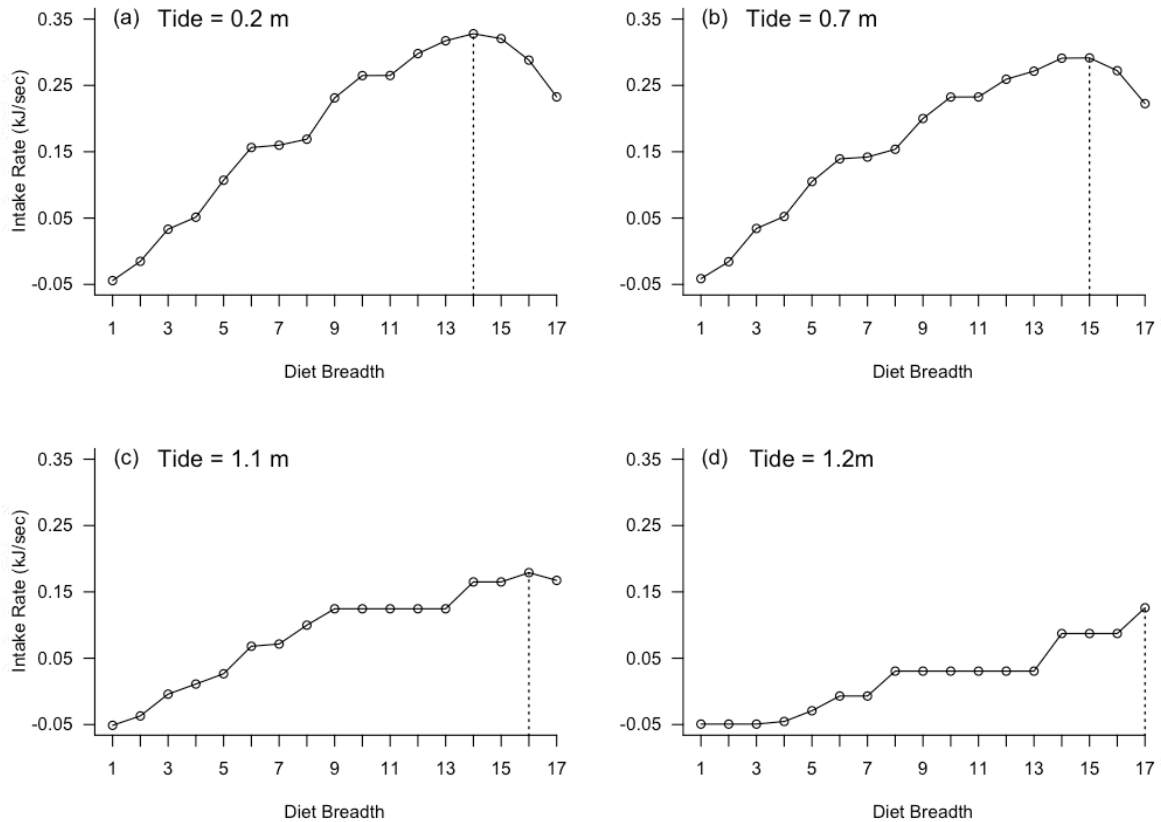 (a) Tide = 0.2 m
0.35
0.25
0.15
0.05
-0.05
Intake Rate (kJ/sec)
1 3 5 7 9 11 13 15 17
Diet Breadth
(b) Tide = 0.7 m
0.35
0.25
0.15
0.05
-0.05
1 3 5 7 9 11 13 15 17
Diet Breadth
(c) Tide = 1.1 m
0.35
0.25
0.15
0.05
-0.05
Intake Rate (kJ/sec)
1 3 5 7 9 11 13 15 17
Diet Breadth
(d) Tide = 1.2m
0.35
0.25
0.15
0.05
-0.05
1 3 5 7 9 11 13 15 17
Diet Breadth